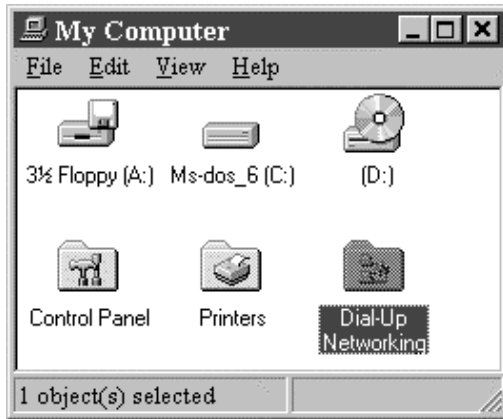 My Computer
File Edit View Help
3½ Floppy (A:) Ms-dos_6 (C:) (D:)
Control Panel Printers Dial-Up
Networking
1 object(s) selected